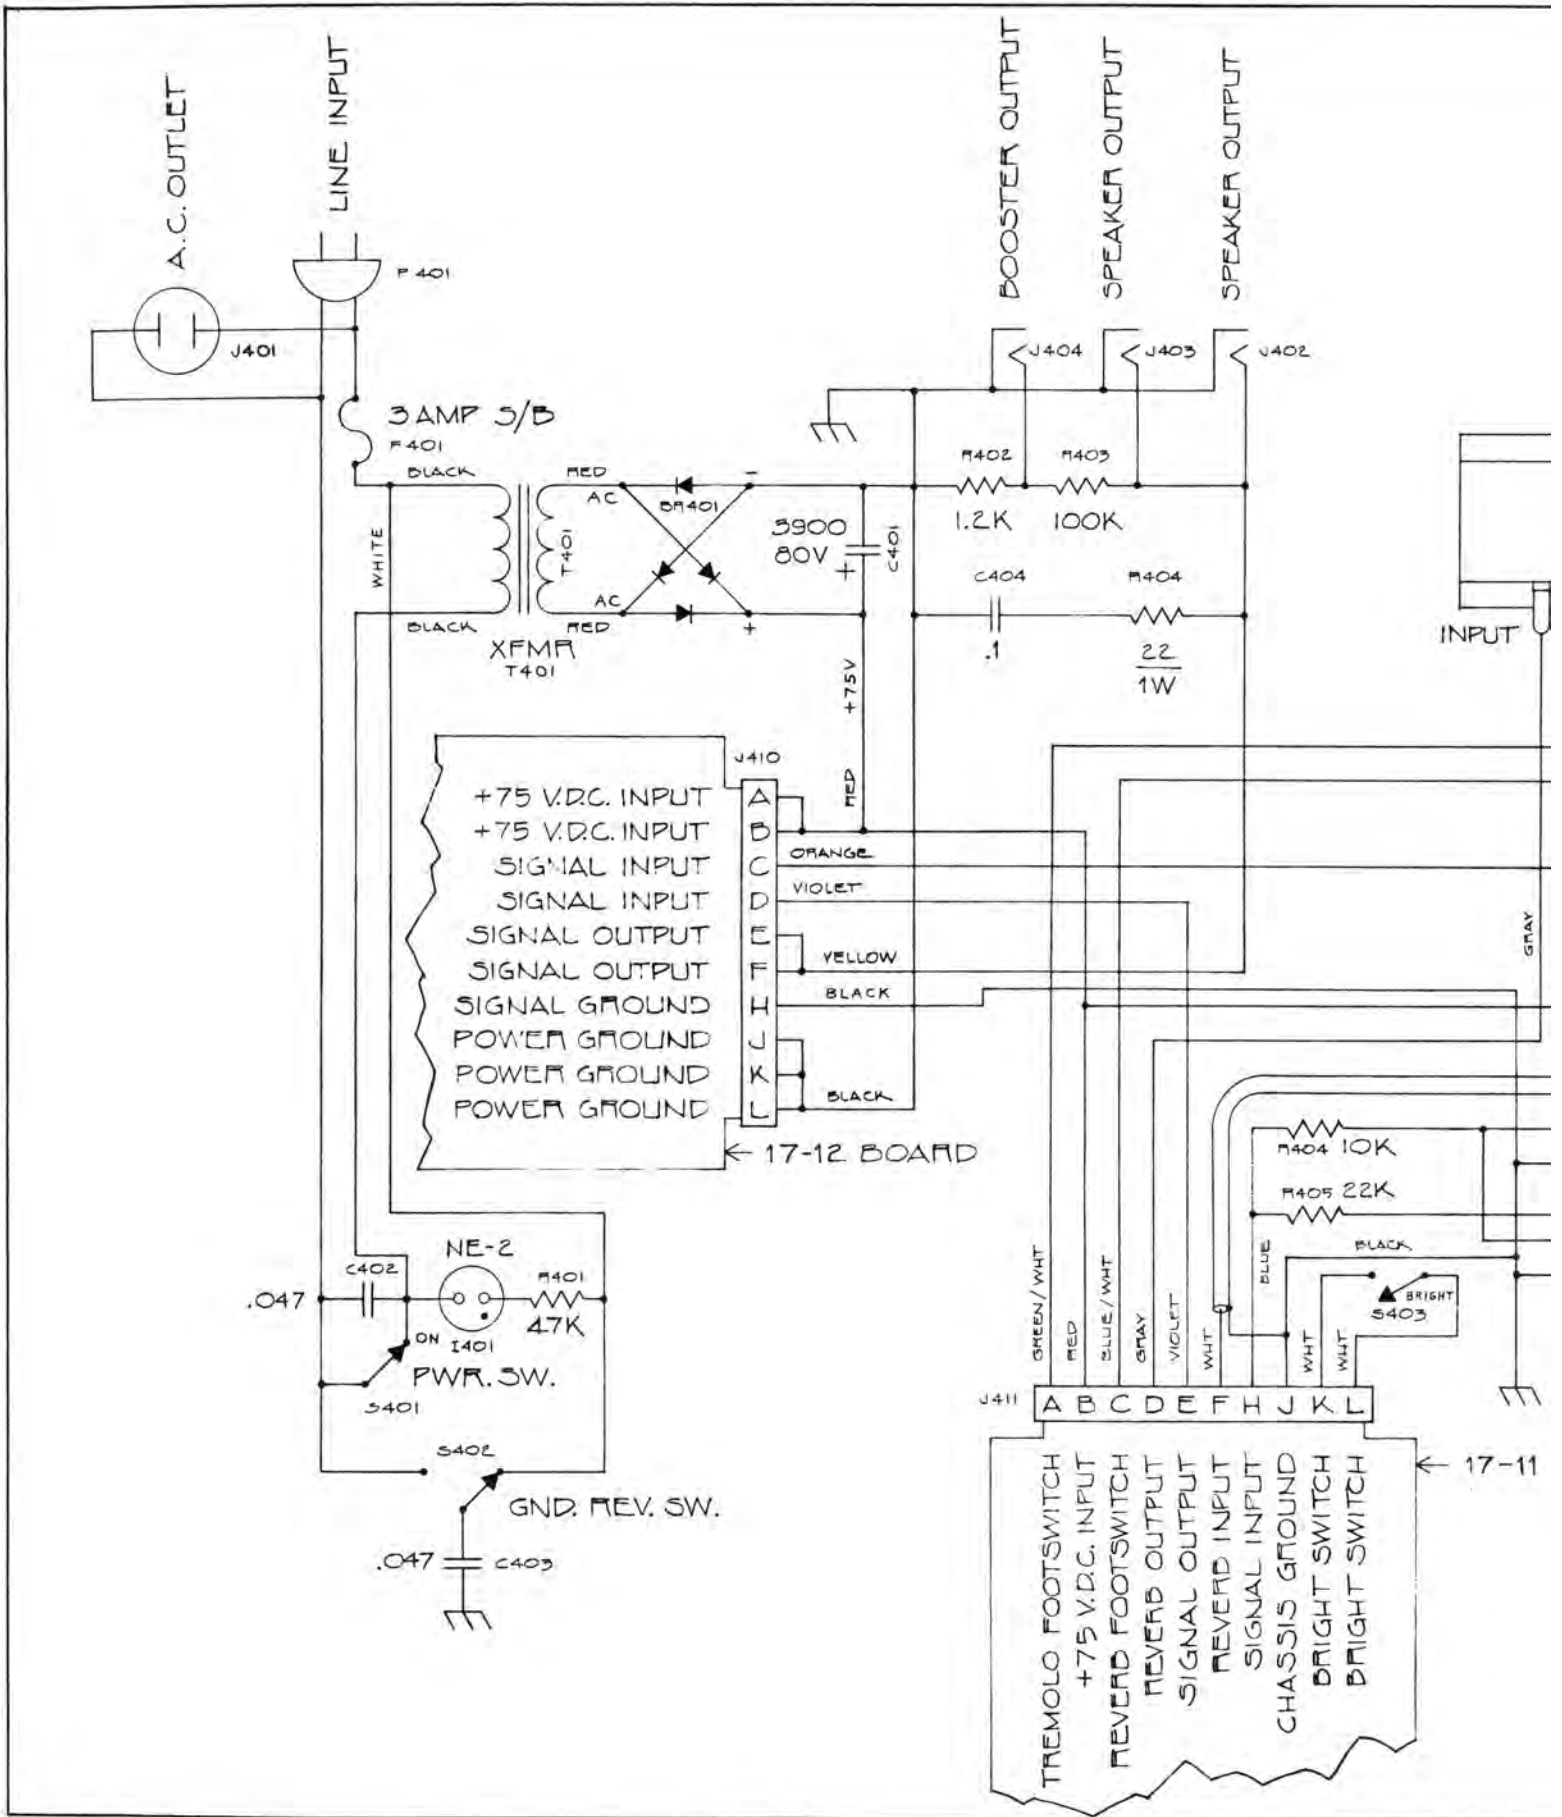 A.C. OUTLET
LINE INPUT
P401
J401
BOOSTER OUTPUT
SPEAKER OUTPUT
SPEAKER OUTPUT
J404
J403
J402
3 AMP S/B
F401
BLACK
WHITE
BLACK
RED
AC
T401
AC
RED
XFMR
T401
BR401
-
+
3900
80V
+
C401
R402
1.2K
R403
100K
C404
.1
R404
22
1W
INPUT
+75V
RED
J410
+75 V.D.C. INPUT A
+75 V.D.C. INPUT B
SIGNAL INPUT C ORANGE
SIGNAL INPUT D VIOLET
SIGNAL OUTPUT E
SIGNAL OUTPUT F YELLOW
SIGNAL GROUND H BLACK
POWER GROUND J
POWER GROUND K
POWER GROUND L BLACK
← 17-12 BOARD
GRAY
R404 10K
R405 22K
BLACK
BRIGHT
S403
NE-2
C402
.047
R401
47K
ON
I401
PWR. SW.
S401
S402
GND. REV. SW.
.047
C403
GREEN/WHT
RED
BLUE/WHT
GRAY
VIOLET
WHT
BLUE
WHT
WHT
J411
A B C D E F H J K L
TREMOLO FOOTSWITCH
+75 V.D.C. INPUT
REVERB FOOTSWITCH
REVERB OUTPUT
SIGNAL OUTPUT
REVERB INPUT
SIGNAL INPUT
CHASSIS GROUND
BRIGHT SWITCH
BRIGHT SWITCH
← 17-11